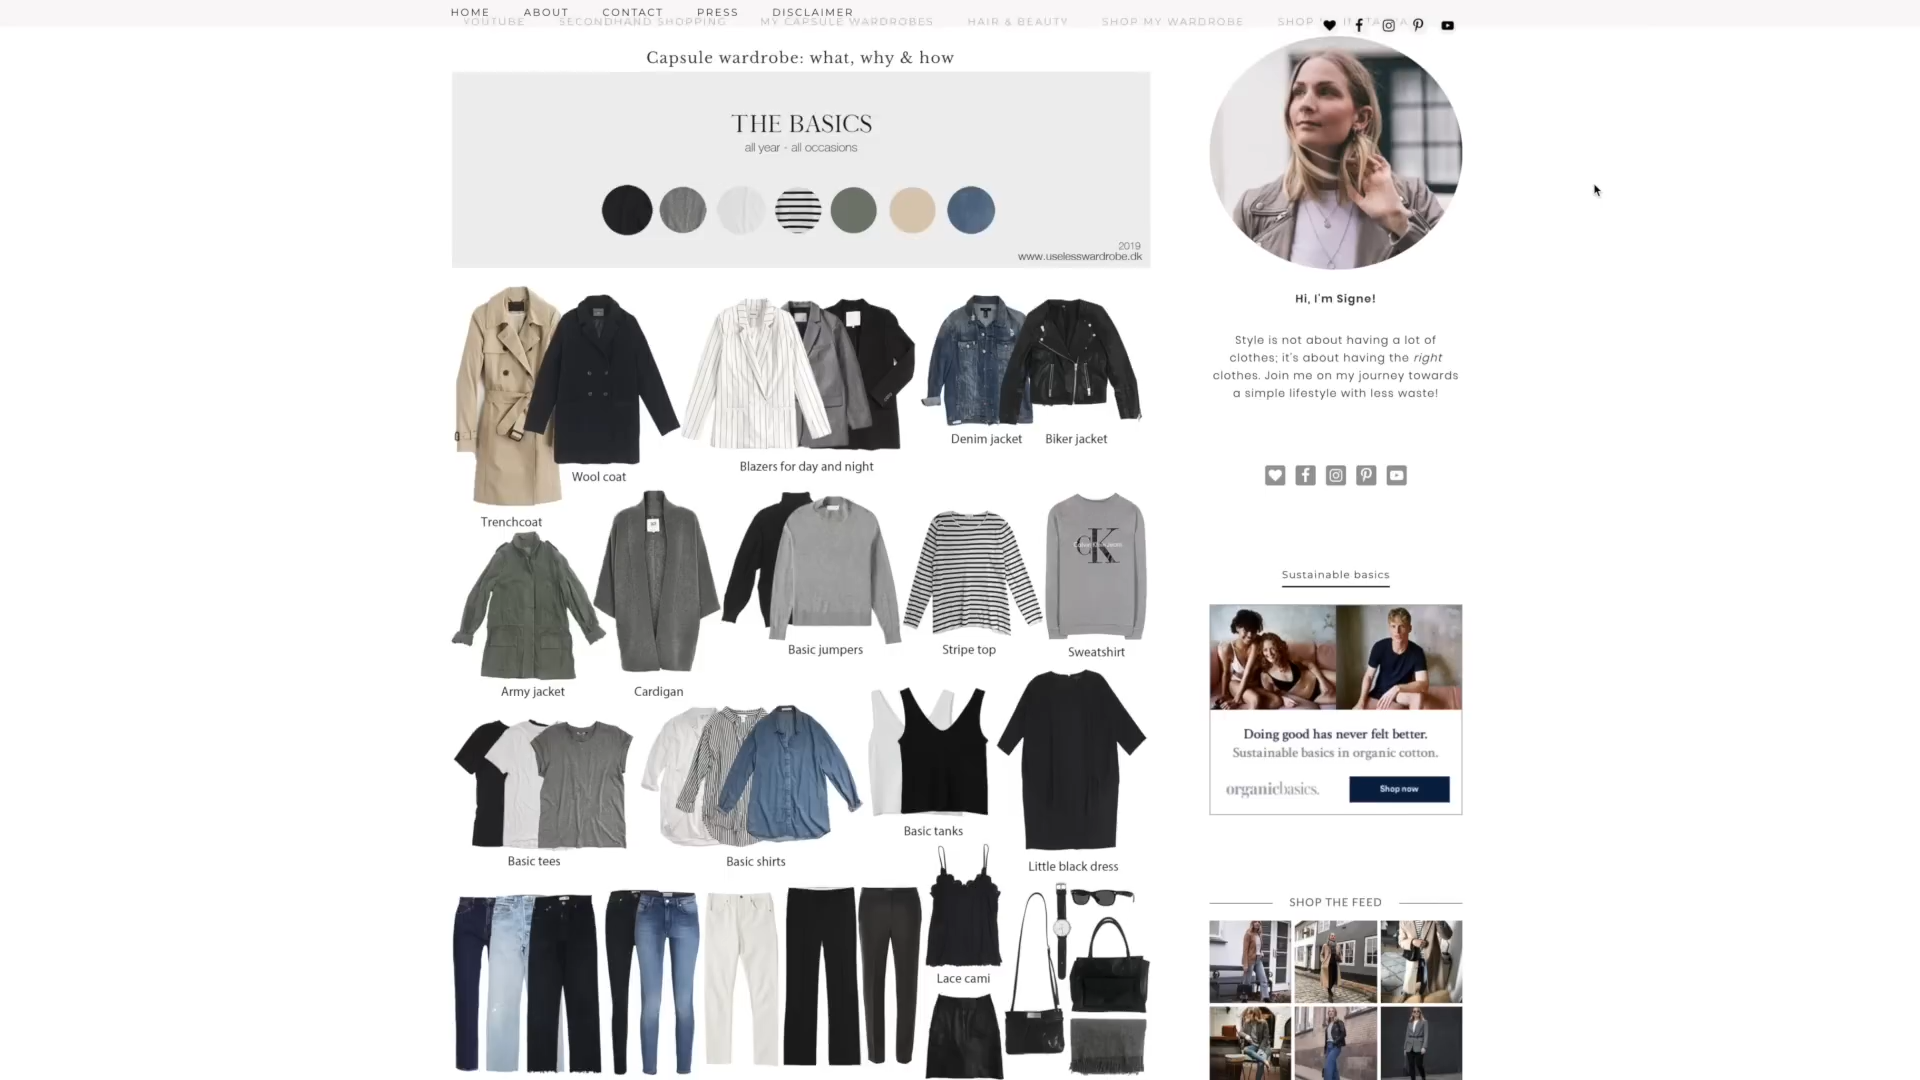 HOME ABOUT CONTACT PRESS DISCLAIMER
YOUTUBE SECONDHAND SHOPPING MY CAPSULE WARDROBES HAIR & BEAUTY SHOP MY WARDROBE SHOP
Capsule wardrobe: what, why & how
THE BASICS
all year - all occasions
2019
www.uselesswardrobe.dk
Denim jacket Biker jacket
Blazers for day and night
Wool coat
Trenchcoat
CK
Calvin Klein Jeans
Basic jumpers
Stripe top
Sweatshirt
Army jacket
Cardigan
Basic tanks
Basic tees
Basic shirts
Little black dress
Lace cami
Hi, I'm Signe!
Style is not about having a lot of
clothes; it's about having the right
clothes. Join me on my journey towards
a simple lifestyle with less waste!
Sustainable basics
Doing good has never felt better.
Sustainable basics in organic cotton.
organicbasics.
Shop now
SHOP THE FEED